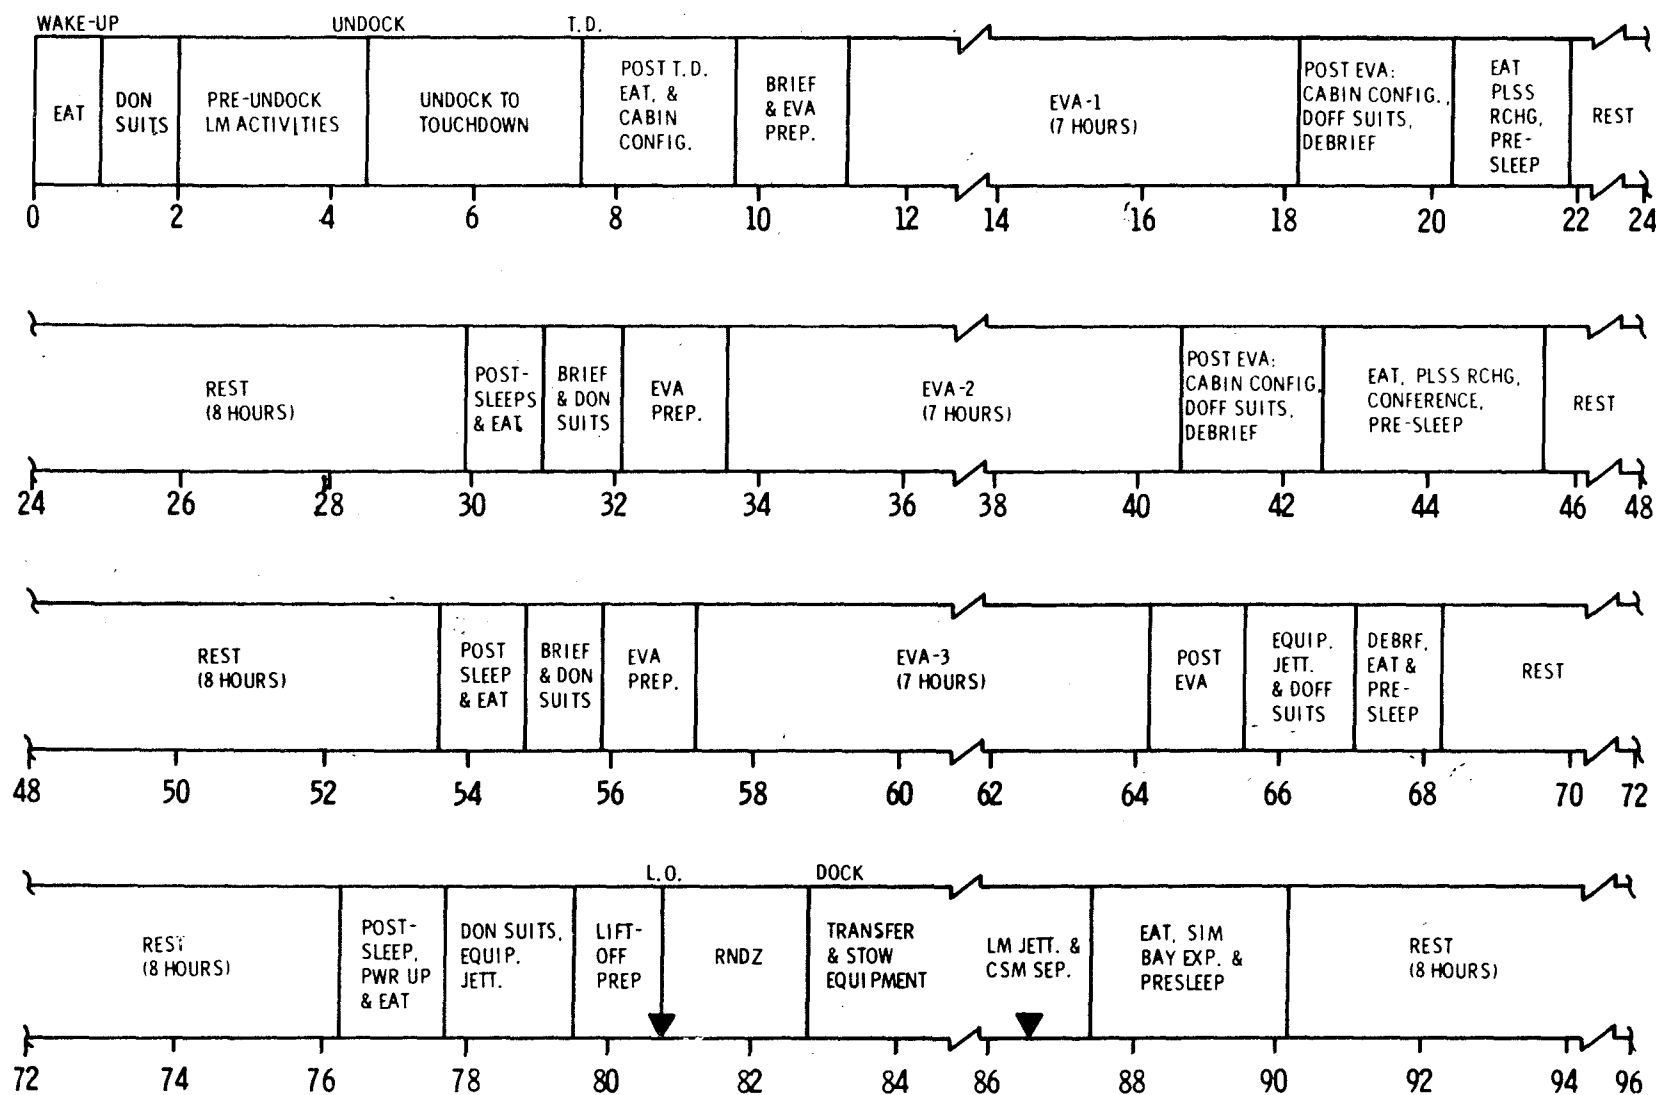 WAKE-UP UNDOCK T.D.
EAT
DON
SUITS
PRE-UNDOCK
LM ACTIVITIES
UNDOCK TO
TOUCHDOWN
POST T.D.
EAT, &
CABIN
CONFIG.
BRIEF
& EVA
PREP.
EVA-1
(7 HOURS)
POST EVA:
CABIN CONFIG.,
DOFF SUITS,
DEBRIEF
EAT
PLSS
RCHG,
PRE-
SLEEP
REST
0 2 4 6 8 10 12 14 16 18 20 22 24
REST
(8 HOURS)
POST-
SLEEPS
& EAT
BRIEF
& DON
SUITS
EVA
PREP.
EVA-2
(7 HOURS)
POST EVA:
CABIN CONFIG,
DOFF SUITS,
DEBRIEF
EAT, PLSS RCHG,
CONFERENCE,
PRE-SLEEP
REST
24 26 28 30 32 34 36 38 40 42 44 46 48
REST
(8 HOURS)
POST
SLEEP
& EAT
BRIEF
& DON
SUITS
EVA
PREP.
EVA-3
(7 HOURS)
POST
EVA
EQUIP.
JETT.
& DOFF
SUITS
DEBRF,
EAT &
PRE-
SLEEP
REST
48 50 52 54 56 58 60 62 64 66 68 70 72
L.O. DOCK
REST
(8 HOURS)
POST-
SLEEP,
PWR UP
& EAT
DON SUITS,
EQUIP.
JETT.
LIFT-
OFF
PREP
RNDZ
TRANSFER
& STOW
EQUIPMENT
LM JETT. &
CSM SEP.
EAT, SIM
BAY EXP. &
PRESLEEP
REST
(8 HOURS)
72 74 76 78 80 82 84 86 88 90 92 94 96